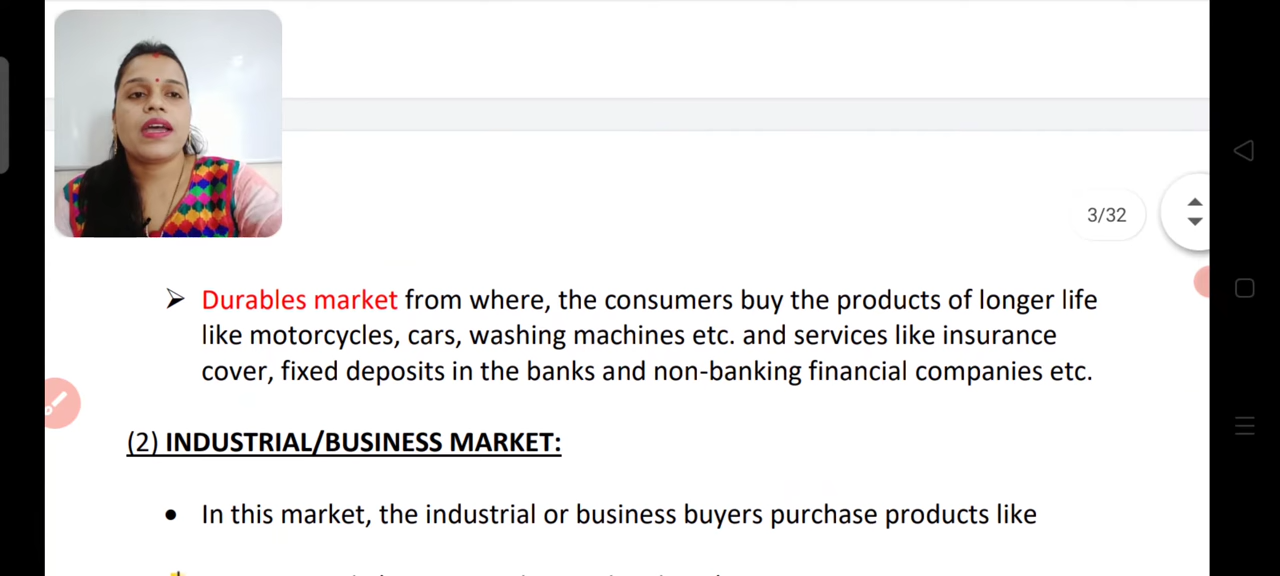 3/32
➢ Durables market from where, the consumers buy the products of longer life
like motorcycles, cars, washing machines etc. and services like insurance
cover, fixed deposits in the banks and non-banking financial companies etc.
(2) INDUSTRIAL/BUSINESS MARKET:
• In this market, the industrial or business buyers purchase products like